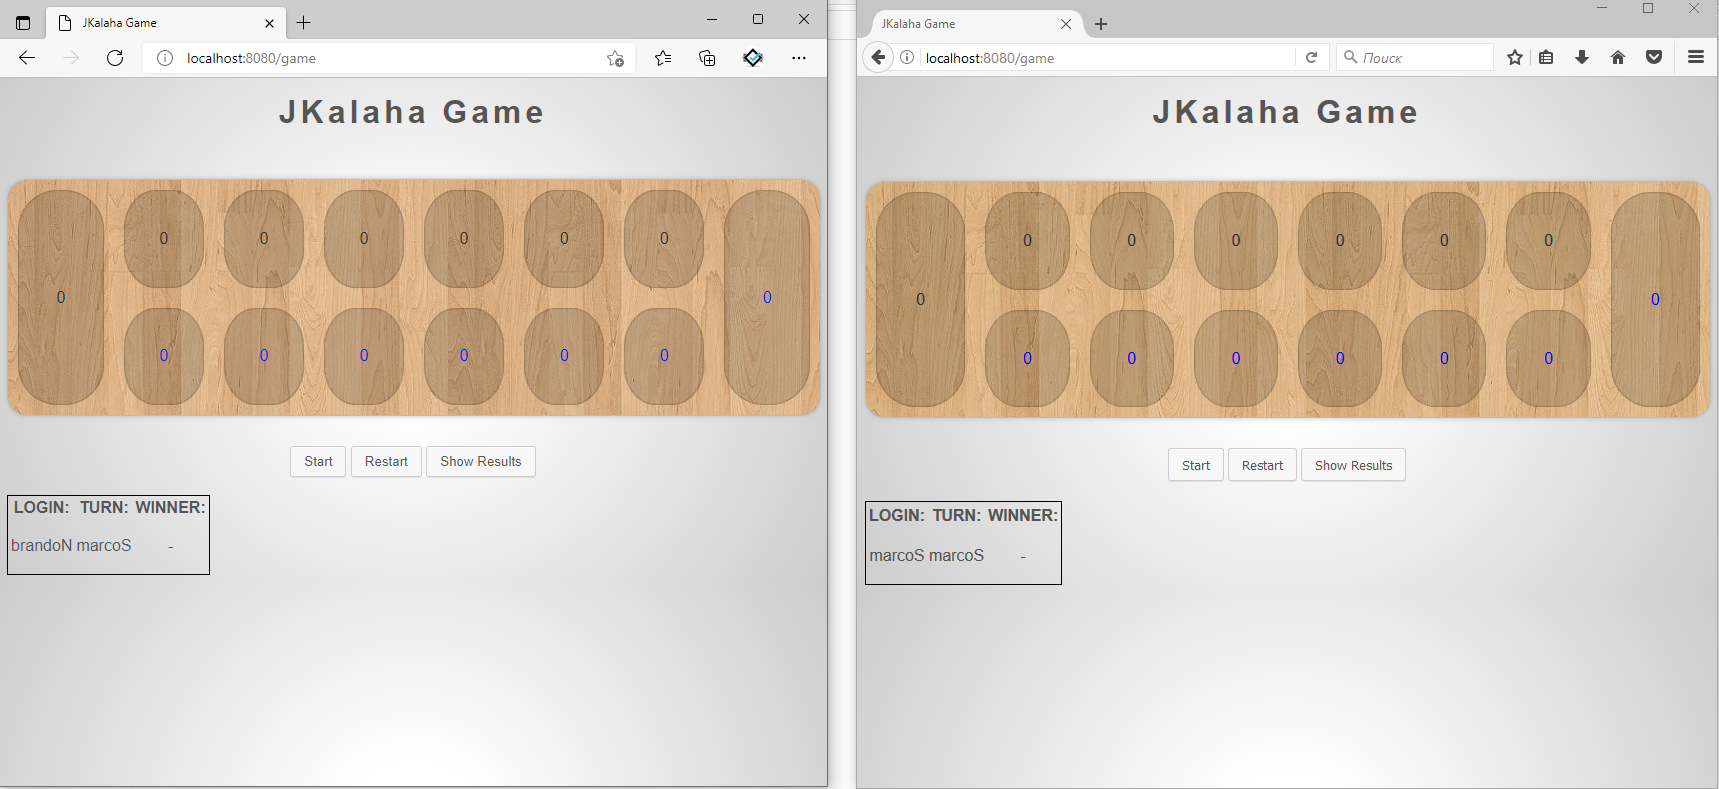 JKalaha Game
localhost:8080/game
JKalaha Game
0 0 0 0 0 0
0 0
0 0 0 0 0 0
Start Restart Show Results
LOGIN: TURN: WINNER:
brandoN marcoS -
JKalaha Game
localhost:8080/game
Поиск
JKalaha Game
0 0 0 0 0 0
0 0
0 0 0 0 0 0
Start Restart Show Results
LOGIN: TURN: WINNER:
marcoS marcoS -